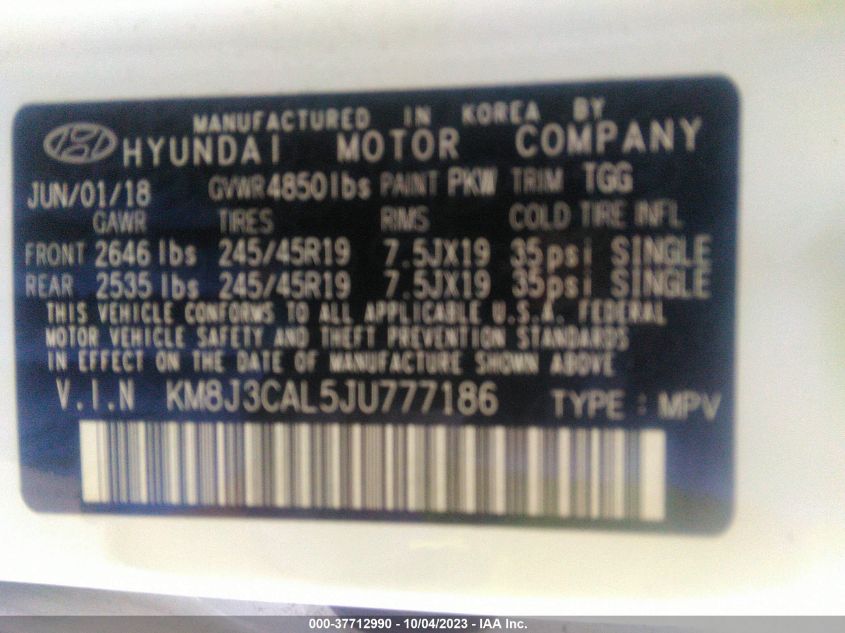 MANUFACTURED IN KOREA BY
HYUNDAI MOTOR COMPANY
JUN/01/18 GVWR 4850lbs PAINT PKW TRIM TGG
GAWR TIRES RIMS COLD TIRE INFL
FRONT 2646 lbs 245/45R19 7.5JX19 35psi SINGLE
REAR 2535 lbs 245/45R19 7.5JX19 35psi SINGLE
THIS VEHICLE CONFORMS TO ALL APPLICABLE U.S.A. FEDERAL
MOTOR VEHICLE SAFETY AND THEFT PREVENTION STANDARDS
IN EFFECT ON THE DATE OF MANUFACTURE SHOWN ABOVE
V.I.N KM8J3CAL5JU777186 TYPE : MPV
000-37712990 - 10/04/2023 - IAA Inc.